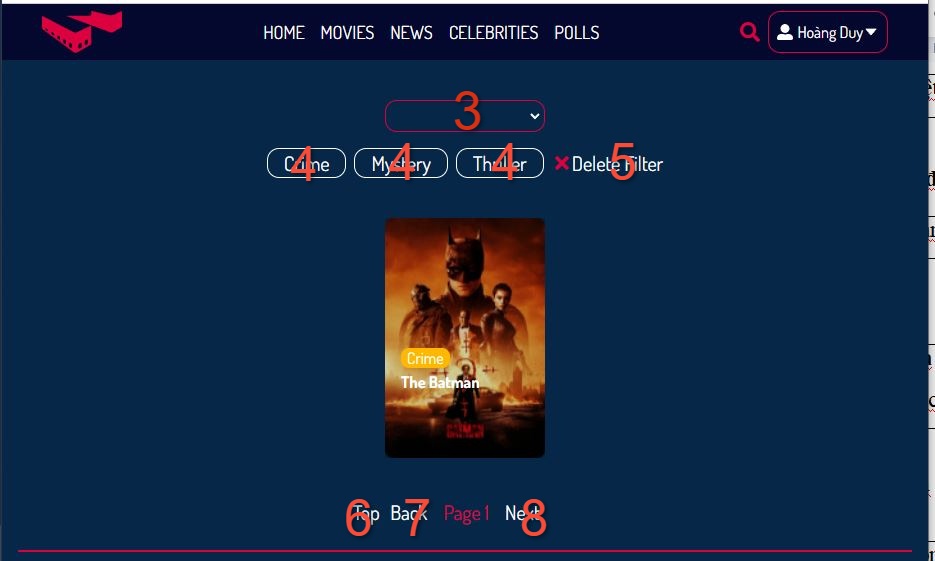 HOME MOVIES NEWS CELEBRITIES POLLS Hoàng Duy
3
Crime Mystery Thriller Delete Filter
4 4 4 5
Crime
The Batman
BATMAN
Top Back Page 1 Next
6 7 8